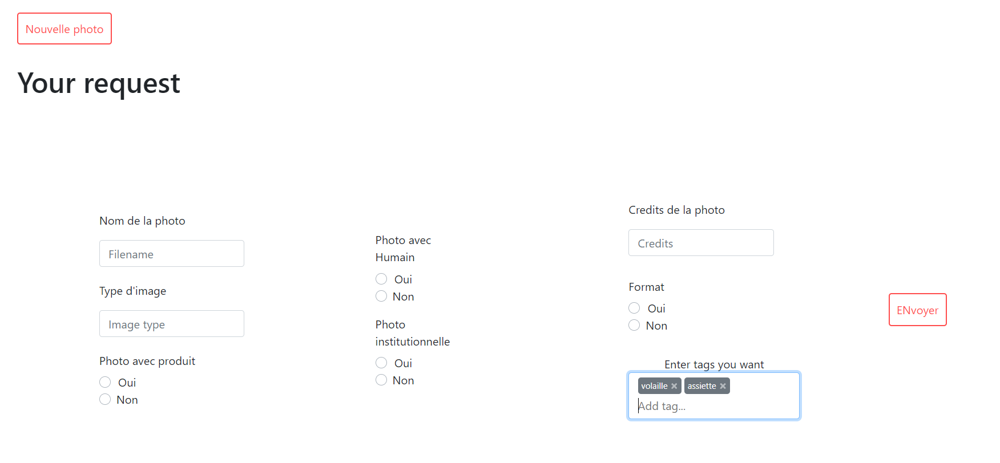 Nouvelle photo
Your request
Nom de la photo
Filename
Type d'image
Image type
Photo avec produit
Oui
Non
Photo avec
Humain
Oui
Non
Photo
institutionnelle
Oui
Non
Credits de la photo
Credits
Format
Oui
Non
Enter tags you want
volaille × assiette ×
Add tag...
ENvoyer